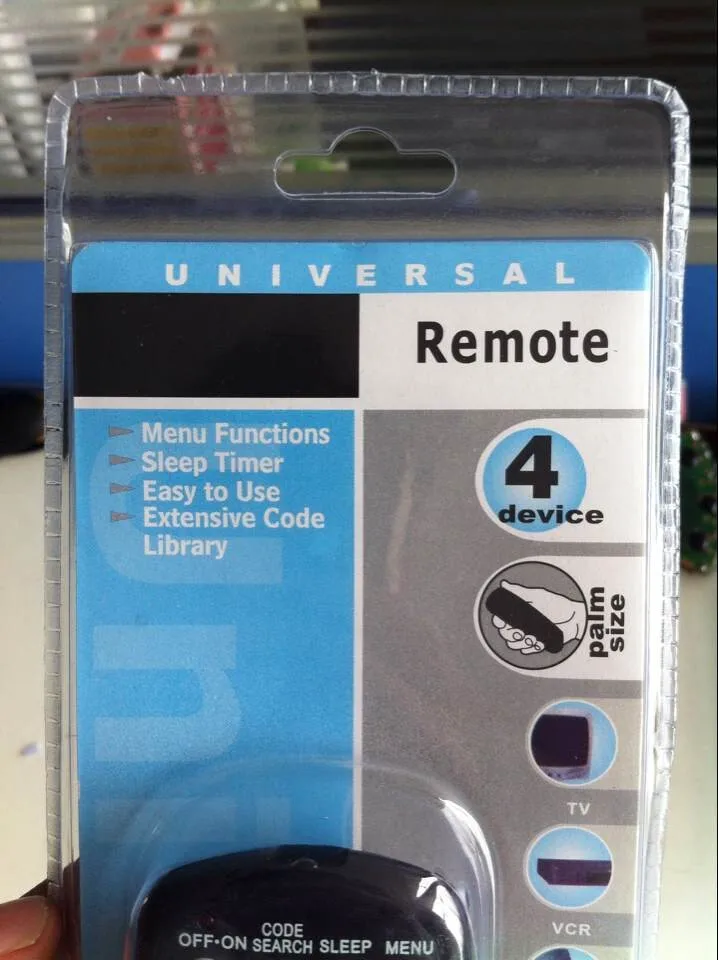 UNIVERSAL
Remote
Menu Functions
Sleep Timer
Easy to Use
Extensive Code
Library
4
device
palm
size
TV
VCR
CODE
OFF•ON SEARCH SLEEP MENU